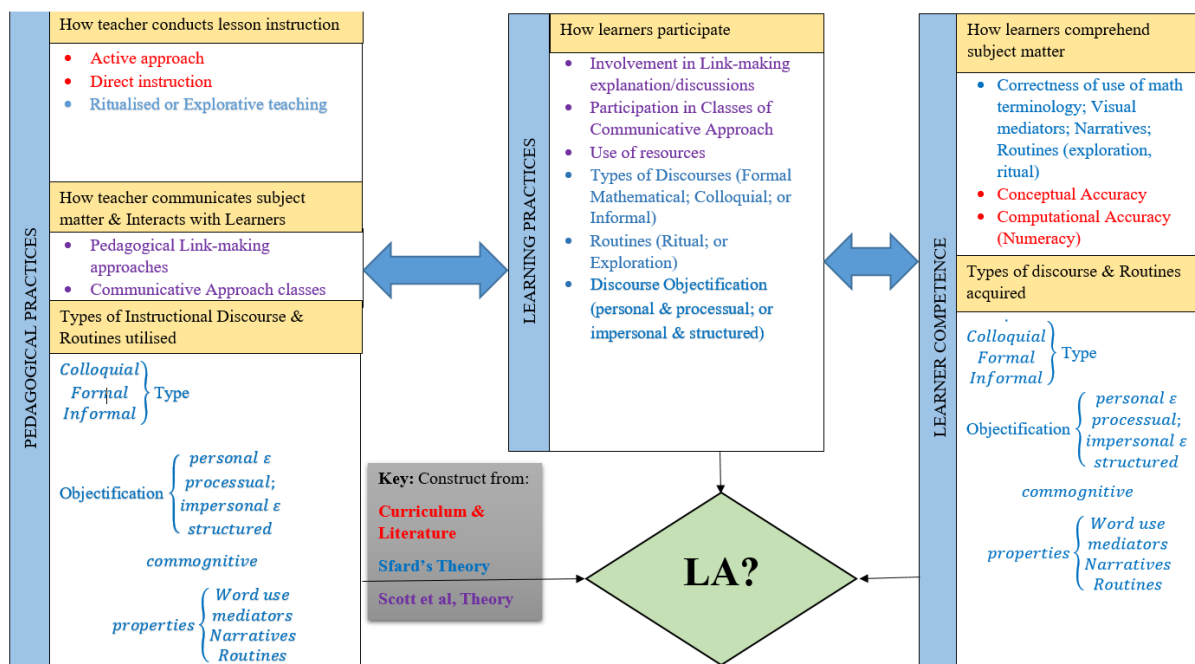 PEDAGOGICAL PRACTICES
How teacher conducts lesson instruction
• Active approach
• Direct instruction
• Ritualised or Explorative teaching
How teacher communicates subject
matter & Interacts with Learners
• Pedagogical Link-making
approaches
• Communicative Approach classes
Types of Instructional Discourse &
Routines utilised
Colloquial
Formal
Informal
} Type
Objectification {
personal ε
processual;
impersonal ε
structured
commognitive
properties {
Word use
mediators
Narratives
Routines
LEARNING PRACTICES
How learners participate
• Involvement in Link-making
explanation/discussions
• Participation in Classes of
Communicative Approach
• Use of resources
• Types of Discourses (Formal
Mathematical; Colloquial; or
Informal)
• Routines (Ritual; or
Exploration)
• Discourse Objectification
(personal & processual; or
impersonal & structured)
Key: Construct from:
Curriculum &
Literature
Sfard's Theory
Scott et al, Theory
LA?
LEARNER COMPETENCE
How learners comprehend
subject matter
• Correctness of use of math
terminology; Visual
mediators; Narratives;
Routines (exploration,
ritual)
• Conceptual Accuracy
• Computational Accuracy
(Numeracy)
Types of discourse & Routines
acquired
Colloquial
Formal
Informal
} Type
Objectification {
personal ε
processual;
impersonal ε
structured
commognitive
properties {
Word use
mediators
Narratives
Routines